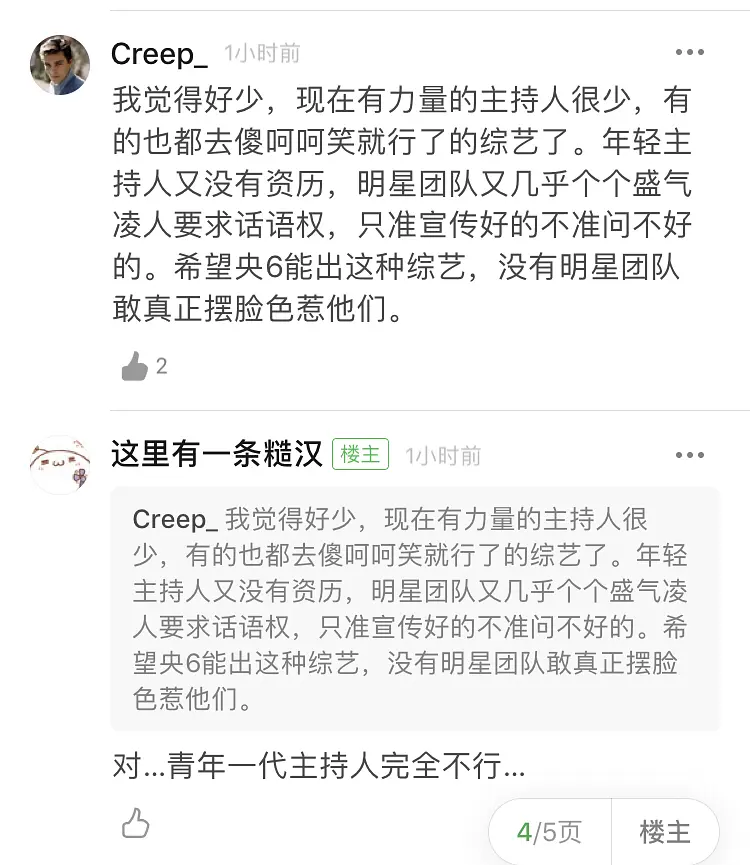 Creep_ 1小时前
我觉得好少，现在有力量的主持人很少，有
的也都去傻呵呵笑就行了的综艺了。年轻主
持人又没有资历，明星团队又几乎个个盛气
凌人要求话语权，只准宣传好的不准问不好
的。希望央6能出这种综艺，没有明星团队
敢真正摆脸色惹他们。
2
这里有一条糙汉 楼主 1小时前
Creep_ 我觉得好少，现在有力量的主持人很
少，有的也都去傻呵呵笑就行了的综艺了。年轻
主持人又没有资历，明星团队又几乎个个盛气凌
人要求话语权，只准宣传好的不准问不好的。希
望央6能出这种综艺，没有明星团队敢真正摆脸
色惹他们。
对...青年一代主持人完全不行...
4/5页 楼主